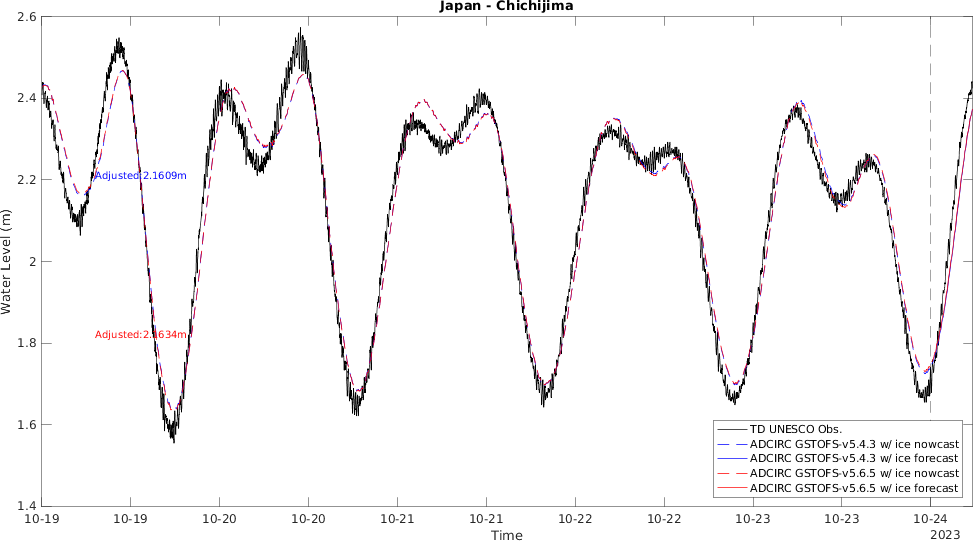 Japan - Chichijima
2.6
2.4
2.2
2
1.8
1.6
1.4
Water Level (m)
Adjusted:2.1609m
Adjusted:2.1634m
TD UNESCO Obs.
ADCIRC GSTOFS-v5.4.3 w/ ice nowcast
ADCIRC GSTOFS-v5.4.3 w/ ice forecast
ADCIRC GSTOFS-v5.6.5 w/ ice nowcast
ADCIRC GSTOFS-v5.6.5 w/ ice forecast
10-19 10-19 10-20 10-20 10-21 10-21 10-22 10-22 10-23 10-23 10-24
Time
2023